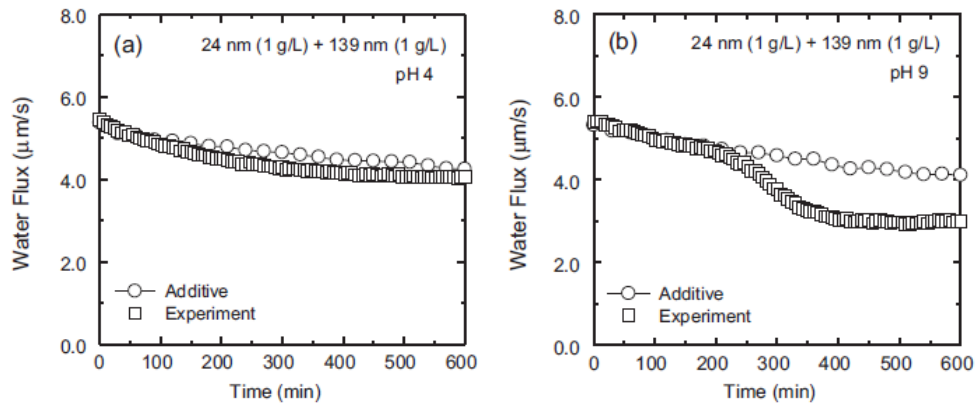 (a)
24 nm (1 g/L) + 139 nm (1 g/L)
pH 4
Water Flux (μm/s)
8.0
6.0
4.0
2.0
0.0
Additive
Experiment
0 100 200 300 400 500 600
Time (min)
(b)
24 nm (1 g/L) + 139 nm (1 g/L)
pH 9
Water Flux (μm/s)
8.0
6.0
4.0
2.0
0.0
Additive
Experiment
0 100 200 300 400 500 600
Time (min)